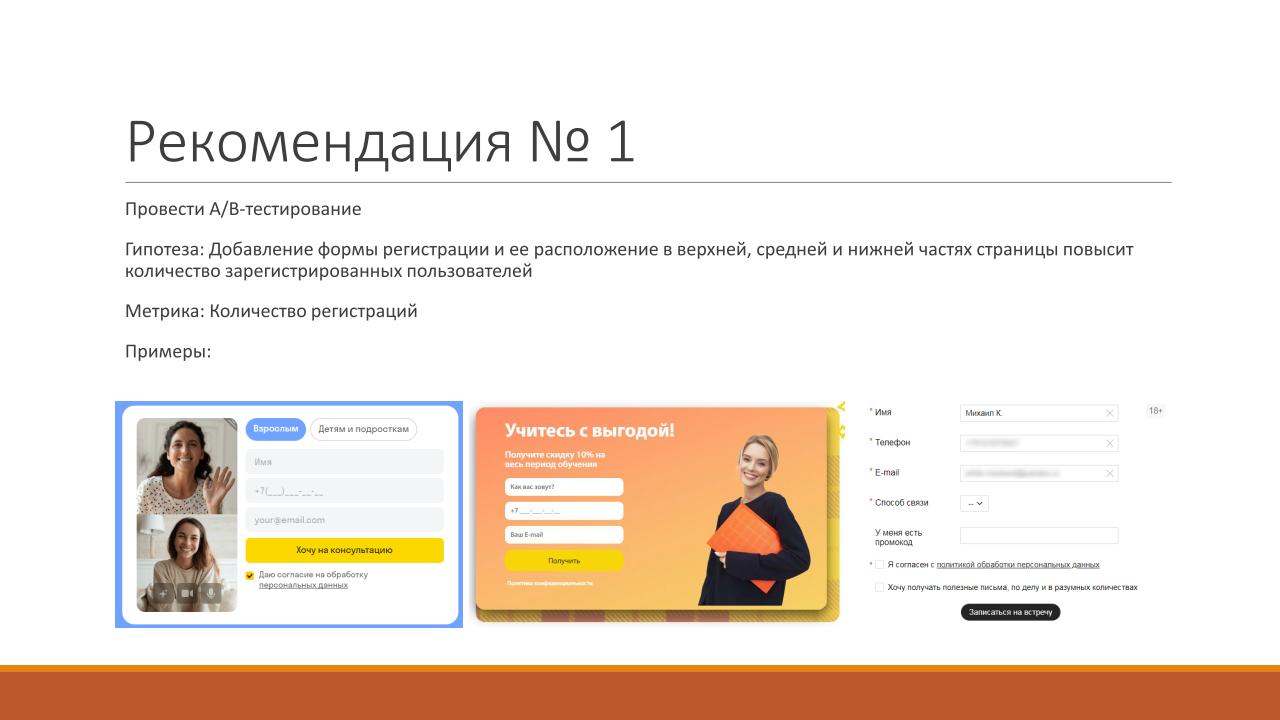 Рекомендация № 1
Провести A/B-тестирование
Гипотеза: Добавление формы регистрации и ее расположение в верхней, средней и нижней частях страницы повысит
количество зарегистрированных пользователей
Метрика: Количество регистраций
Примеры:
Взрослым
Детям и подросткам
Имя
+7(___)___-__-__
your@email.com
Хочу на консультацию
Даю согласие на обработку
персональных данных
Учитесь с выгодой!
Получите скидку 10% на
весь период обучения
Как вас зовут?
+7 ___-___-__-__
Ваш E-mail
Получить
Политика конфиденциальности
* Имя
Михаил К
18+
* Телефон
* E-mail
* Способ связи
--
У меня есть
промокод
* Я согласен с политикой обработки персональных данных
Хочу получать полезные письма, по делу и в разумных количествах
Записаться на встречу